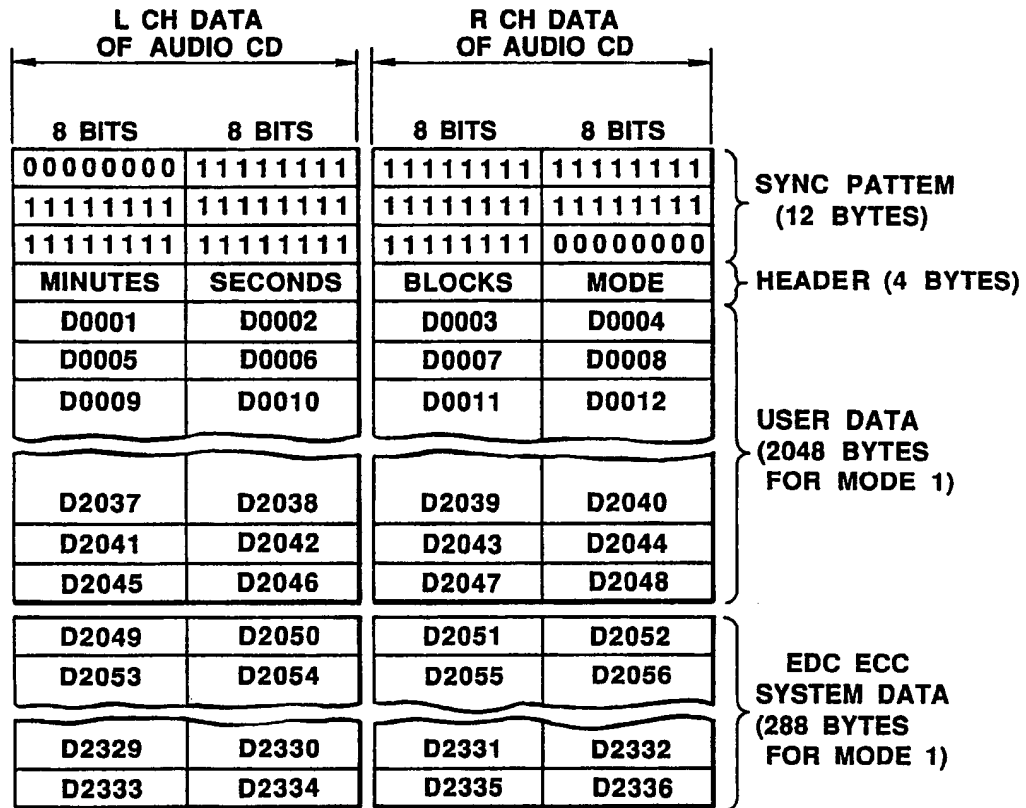 L CH DATA
OF AUDIO CD
R CH DATA
OF AUDIO CD
8 BITS 8 BITS 8 BITS 8 BITS
00000000 11111111 11111111 11111111
11111111 11111111 11111111 11111111
11111111 11111111 11111111 00000000
SYNC PATTEM
(12 BYTES)
MINUTES SECONDS BLOCKS MODE
HEADER (4 BYTES)
D0001 D0002 D0003 D0004
D0005 D0006 D0007 D0008
D0009 D0010 D0011 D0012
D2037 D2038 D2039 D2040
D2041 D2042 D2043 D2044
D2045 D2046 D2047 D2048
USER DATA
(2048 BYTES
FOR MODE 1)
D2049 D2050 D2051 D2052
D2053 D2054 D2055 D2056
D2329 D2330 D2331 D2332
D2333 D2334 D2335 D2336
EDC ECC
SYSTEM DATA
(288 BYTES
FOR MODE 1)